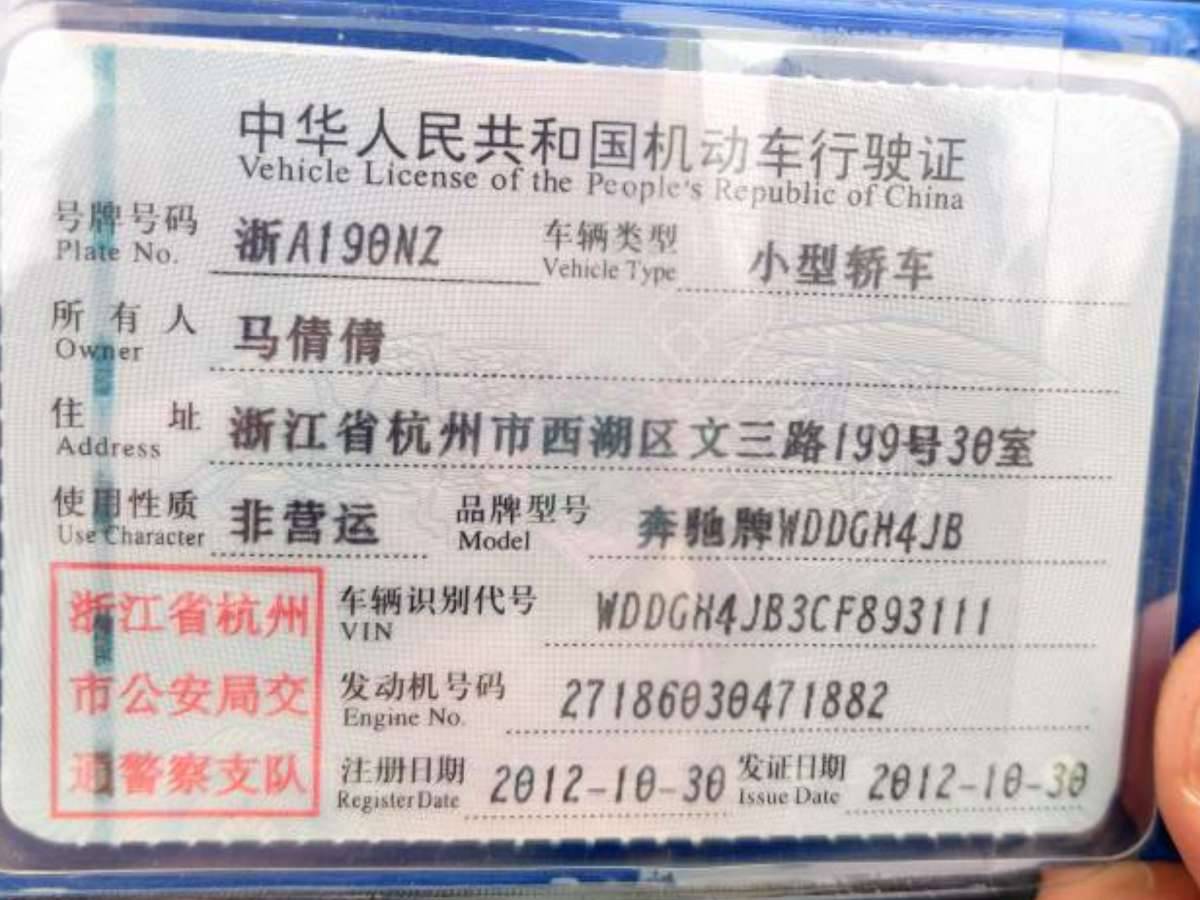 中华人民共和国机动车行驶证
Vehicle License of the People's Republic of China
号牌号码 浙A190NZ 车辆类型 小型轿车
Plate No. Vehicle Type
所有人 马倩倩
Owner
住址 浙江省杭州市西湖区文三路199号30室
Address
使用性质 非营运 品牌型号 奔驰牌WDDGH4JB
Use Character Model
浙江省杭州 车辆识别代号 WDDGH4JB3CF893111
VIN
市公安局交 发动机号码 27186030471882
Engine No.
通警察支队 注册日期 2012-10-30 发证日期 2012-10-30
Register Date Issue Date